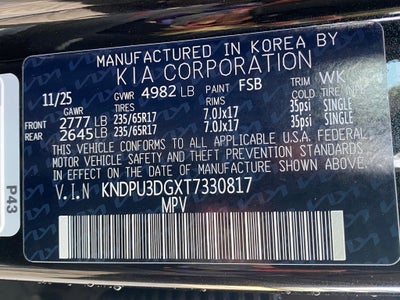 MANUFACTURED IN KOREA BY
KIA CORPORATION
11/25 GVWR 4982 LB PAINT FSB TRIM WK
GAWR TIRES RIMS
FRONT 2777 LB 235/65R17 7.0Jx17 35psi SINGLE
REAR 2645 LB 235/65R17 7.0Jx17 35psi SINGLE
THIS VEHICLE CONFORMS TO ALL APPLICABLE U.S.A. FEDERAL
MOTOR VEHICLE SAFETY AND THEFT PREVENTION STANDARDS
IN EFFECT ON THE DATE OF MANUFACTURE SHOWN ABOVE.
V.I.N KNDPU3DGXT7330817
MPV
P43